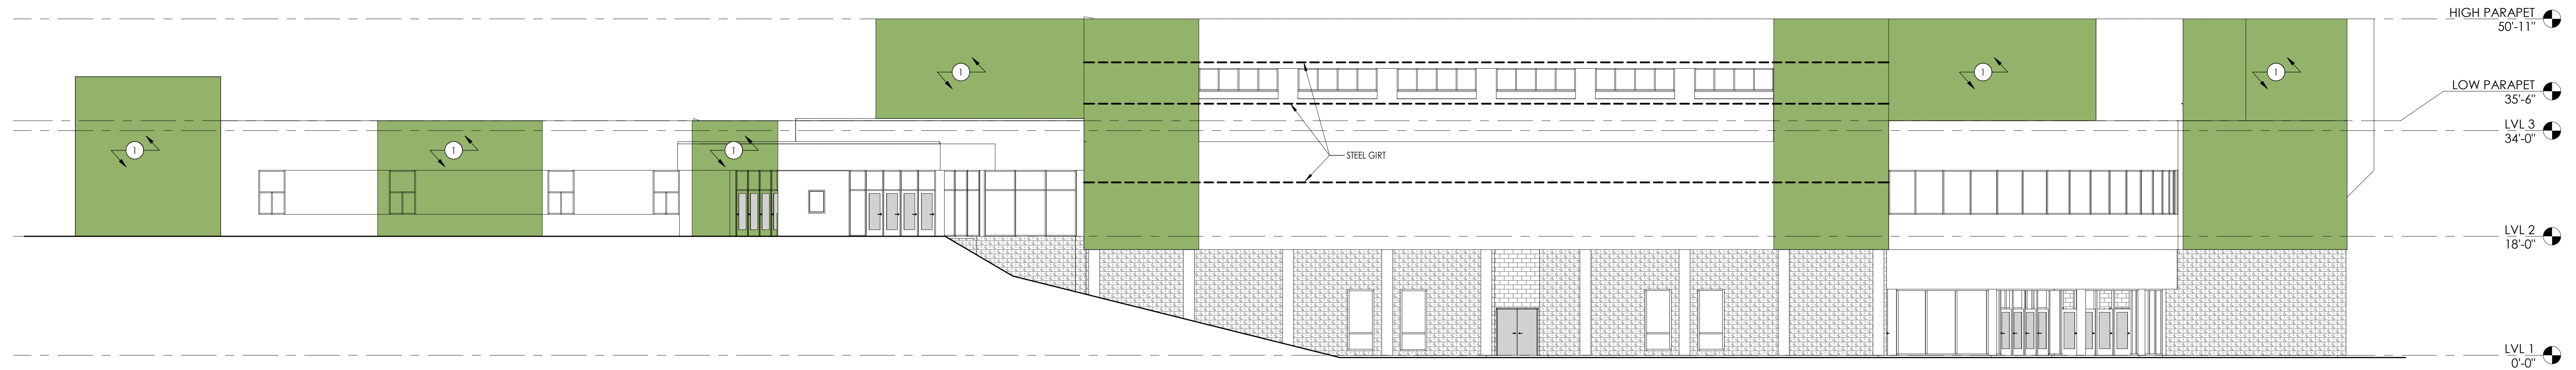 HIGH PARAPET
50'-11"
1
1
1
LOW PARAPET
35'-6"
LVL 3
34'-0"
1
1
1
STEEL GIRT
LVL 2
18'-0"
LVL 1
0'-0"